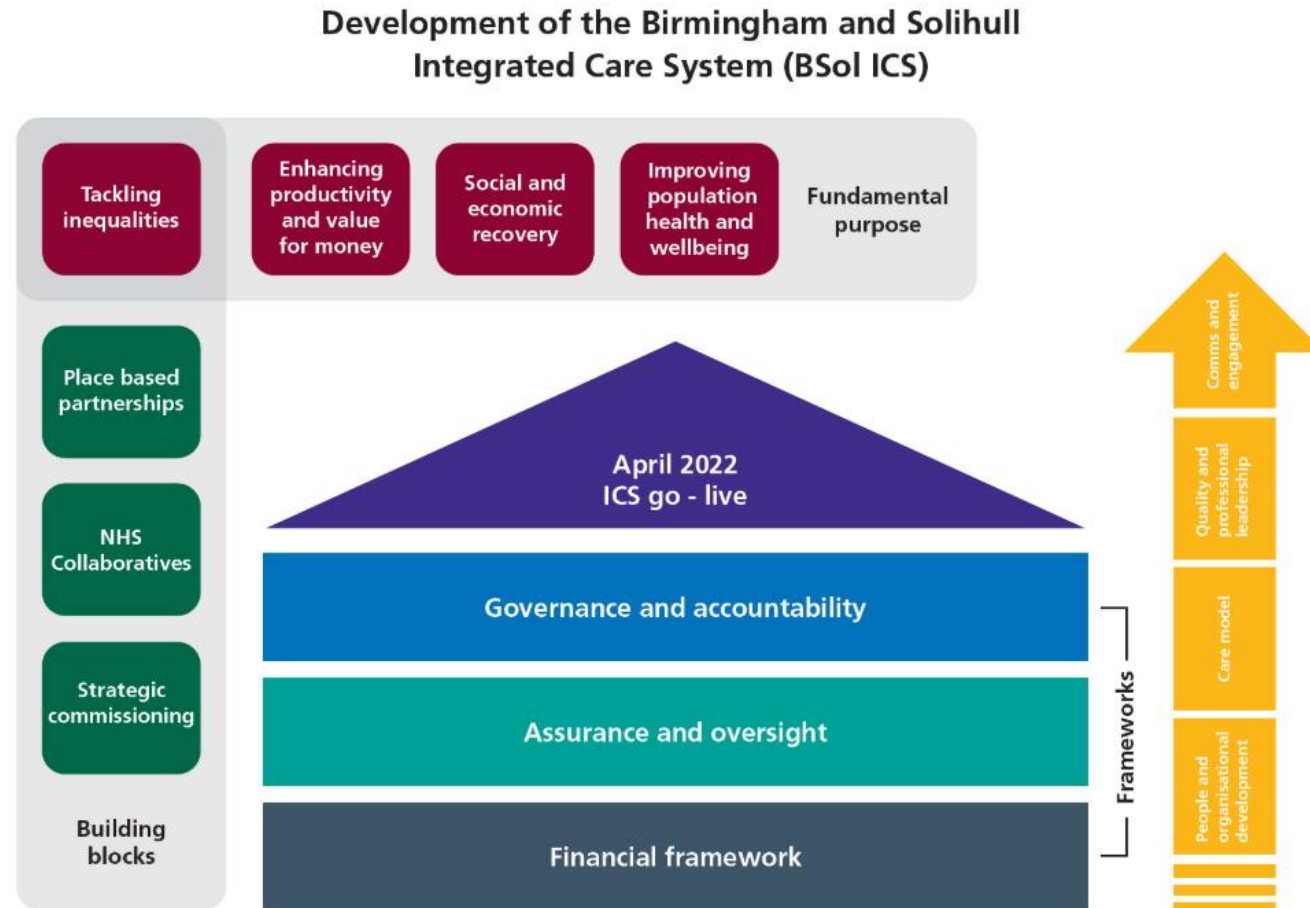 Development of the Birmingham and Solihull
Integrated Care System (BSol ICS)
Tackling
inequalities
Enhancing
productivity
and value
for money
Social and
economic
recovery
Improving
population
health and
wellbeing
Fundamental
purpose
Place based
partnerships
NHS
Collaboratives
Strategic
commissioning
Building
blocks
April 2022
ICS go - live
Governance and accountability
Assurance and oversight
Financial framework
Frameworks
Comms and
engagement
Quality and
professional
leadership
Care model
People and
organisational
development